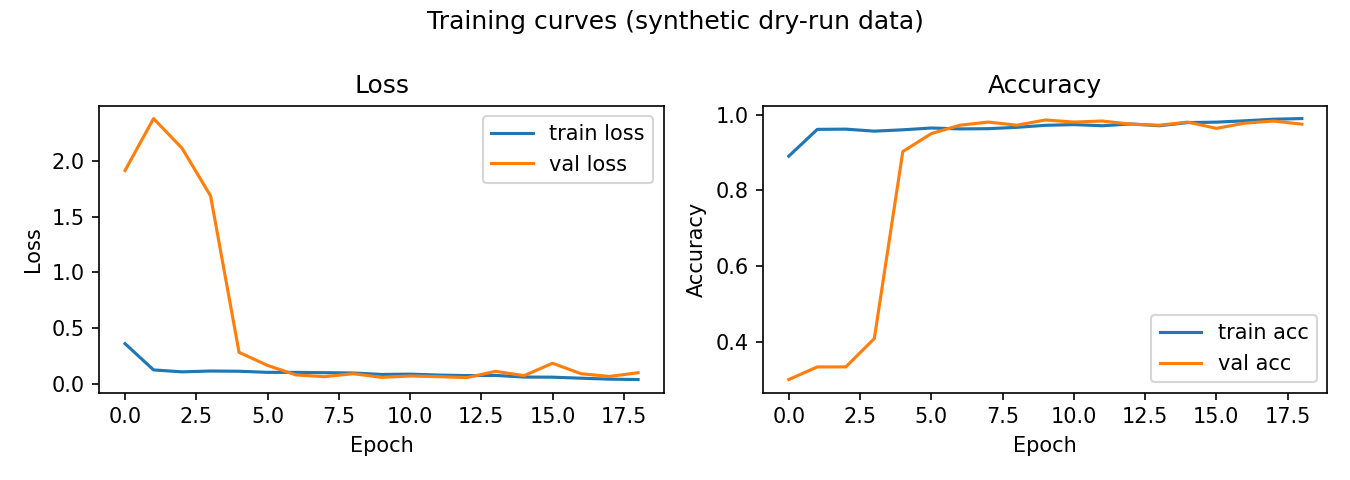 Training curves (synthetic dry-run data)
Loss
2.0
1.5
1.0
0.5
0.0
Loss
train loss
val loss
0.0 2.5 5.0 7.5 10.0 12.5 15.0 17.5
Epoch
Accuracy
1.0
0.8
0.6
0.4
Accuracy
train acc
val acc
0.0 2.5 5.0 7.5 10.0 12.5 15.0 17.5
Epoch